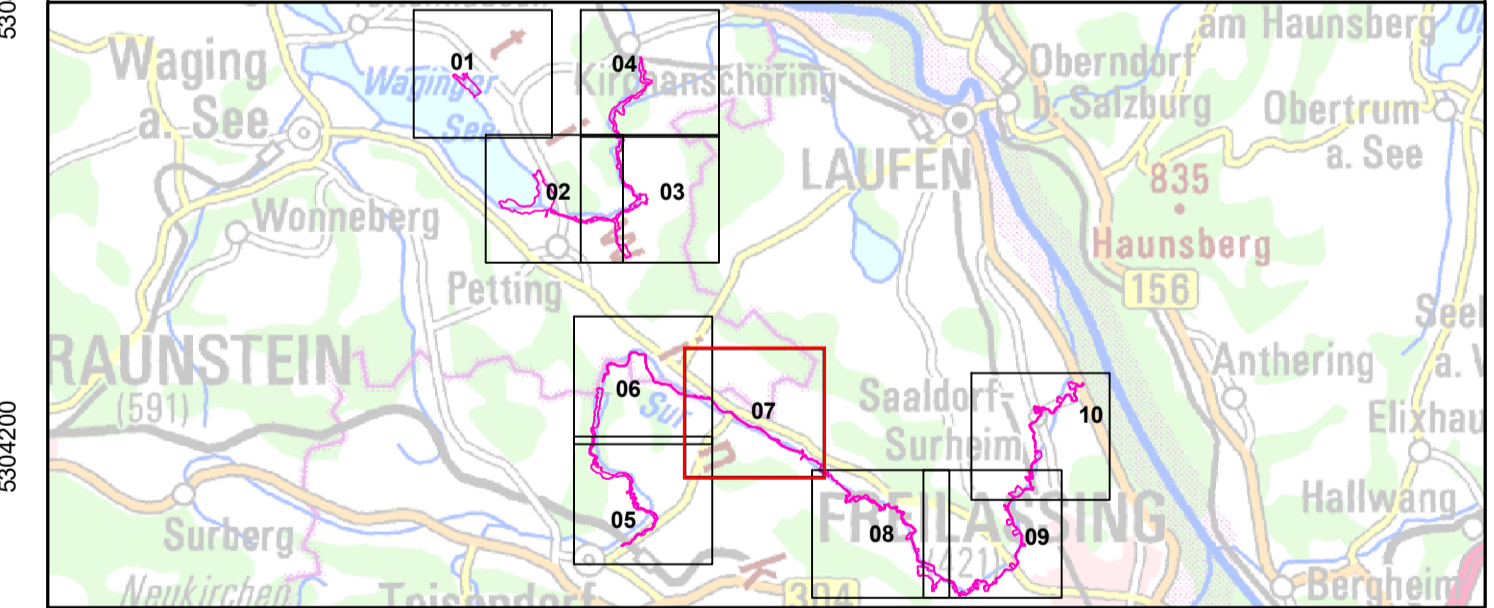 Waging
a. See
Waginger
See
01
04
Kirchanschöring
am Haunsberg
Oberndorf
b. Salzburg
Obertrum
a. See
LAUFEN
835
Haunsberg
156
02
03
Wonneberg
Petting
RAUNSTEIN
(591)
Sur
06
07
05
Saaldorf-
Surheim
10
Anthering
Seel
a. V
Elixhau
Hallwang
FREILASSING
(421)
08
09
Surberg
Neukirchen
Teisendorf
304
Bergheim
5304200